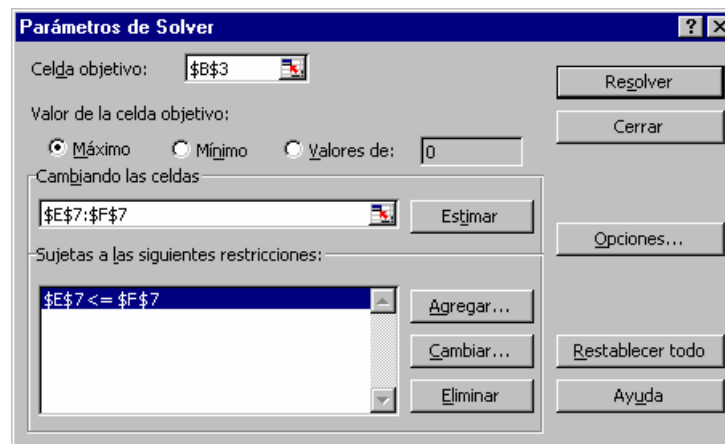 Parámetros de Solver
Celda objetivo: $B$3
Resolver
Valor de la celda objetivo:
Cerrar
Máximo Mínimo Valores de: 0
Cambiando las celdas
$E$7:$F$7 Estimar
Opciones...
Sujetas a las siguientes restricciones:
$E$7 <= $F$7
Agregar...
Cambiar... Restablecer todo
Eliminar Ayuda